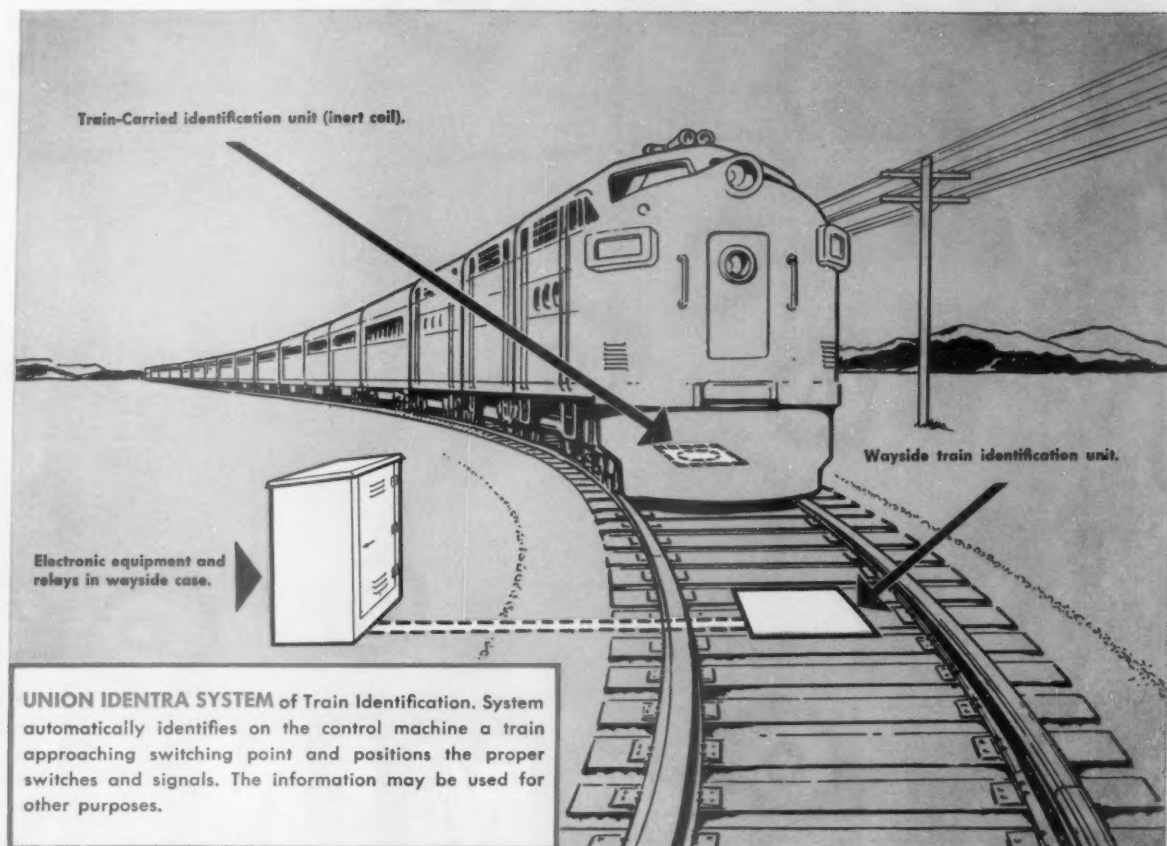 Train-Carried identification unit (inert coil).
Wayside train identification unit.
Electronic equipment and
relays in wayside case.
UNION IDENTRA SYSTEM of Train Identification. System
automatically identifies on the control machine a train
approaching switching point and positions the proper
switches and signals. The information may be used for
other purposes.